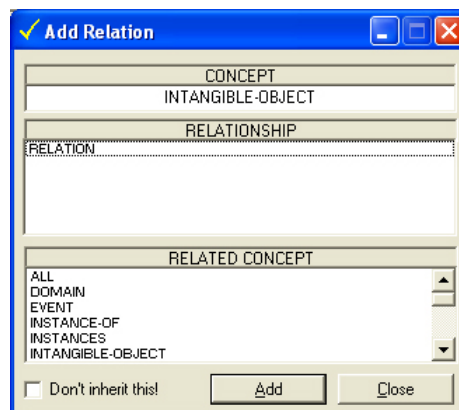 Add Relation
CONCEPT
INTANGIBLE-OBJECT
RELATIONSHIP
RELATION
RELATED CONCEPT
ALL
DOMAIN
EVENT
INSTANCE-OF
INSTANCES
INTANGIBLE-OBJECT
Don't inherit this! Add Close